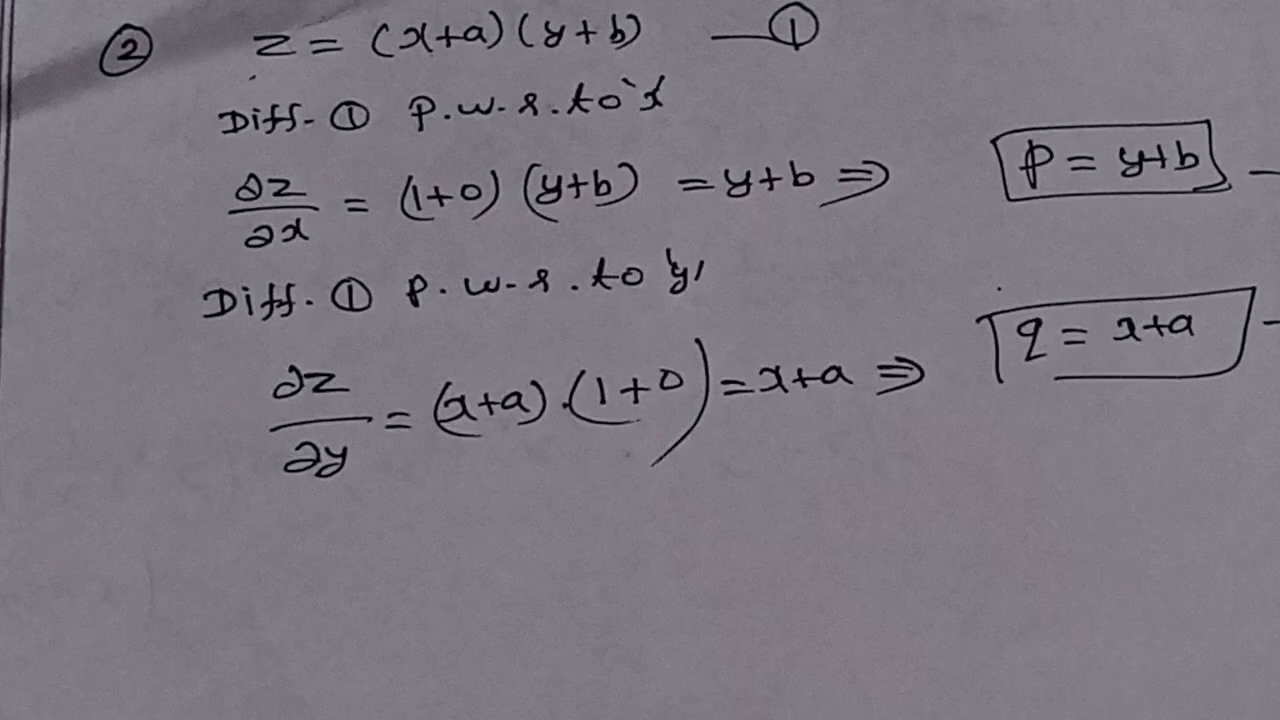 ② z = (x+a)(y+b) —①
Diff. ① p.w.r.to 'x
∂z/∂x = (1+0) (y+b) = y+b ⇒ p = y+b —
Diff. ① p.w.r.to 'y'
∂z/∂y = (x+a).(1+0) = x+a ⇒ q = x+a —